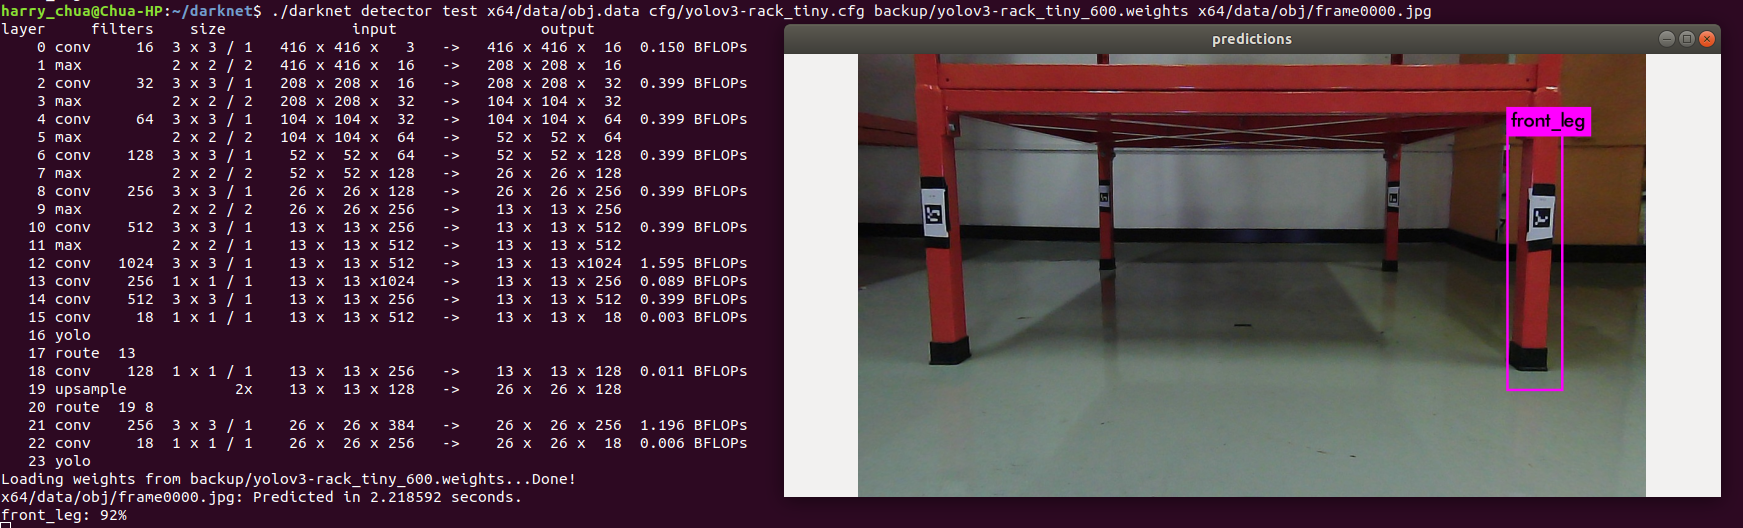 harry_chua@Chua-HP:~/darknet$ ./darknet detector test x64/data/obj.data cfg/yolov3-rack_tiny.cfg backup/yolov3-rack_tiny_600.weights x64/data/obj/frame0000.jpg
layer filters size input output
0 conv 16 3 x 3 / 1 416 x 416 x 3 -> 416 x 416 x 16 0.150 BFLOPs
1 max 2 x 2 / 2 416 x 416 x 16 -> 208 x 208 x 16
2 conv 32 3 x 3 / 1 208 x 208 x 16 -> 208 x 208 x 32 0.399 BFLOPs
3 max 2 x 2 / 2 208 x 208 x 32 -> 104 x 104 x 32
4 conv 64 3 x 3 / 1 104 x 104 x 32 -> 104 x 104 x 64 0.399 BFLOPs
5 max 2 x 2 / 2 104 x 104 x 64 -> 52 x 52 x 64
6 conv 128 3 x 3 / 1 52 x 52 x 64 -> 52 x 52 x 128 0.399 BFLOPs
7 max 2 x 2 / 2 52 x 52 x 128 -> 26 x 26 x 128
8 conv 256 3 x 3 / 1 26 x 26 x 128 -> 26 x 26 x 256 0.399 BFLOPs
9 max 2 x 2 / 2 26 x 26 x 256 -> 13 x 13 x 256
10 conv 512 3 x 3 / 1 13 x 13 x 256 -> 13 x 13 x 512 0.399 BFLOPs
11 max 2 x 2 / 1 13 x 13 x 512 -> 13 x 13 x 512
12 conv 1024 3 x 3 / 1 13 x 13 x 512 -> 13 x 13 x1024 1.595 BFLOPs
13 conv 256 1 x 1 / 1 13 x 13 x1024 -> 13 x 13 x 256 0.089 BFLOPs
14 conv 512 3 x 3 / 1 13 x 13 x 256 -> 13 x 13 x 512 0.399 BFLOPs
15 conv 18 1 x 1 / 1 13 x 13 x 512 -> 13 x 13 x 18 0.003 BFLOPs
16 yolo
17 route 13
18 conv 128 1 x 1 / 1 13 x 13 x 256 -> 13 x 13 x 128 0.011 BFLOPs
19 upsample 2x 13 x 13 x 128 -> 26 x 26 x 128
20 route 19 8
21 conv 256 3 x 3 / 1 26 x 26 x 384 -> 26 x 26 x 256 1.196 BFLOPs
22 conv 18 1 x 1 / 1 26 x 26 x 256 -> 26 x 26 x 18 0.006 BFLOPs
23 yolo
Loading weights from backup/yolov3-rack_tiny_600.weights...Done!
x64/data/obj/frame0000.jpg: Predicted in 2.218592 seconds.
front_leg: 92%
predictions
front_leg